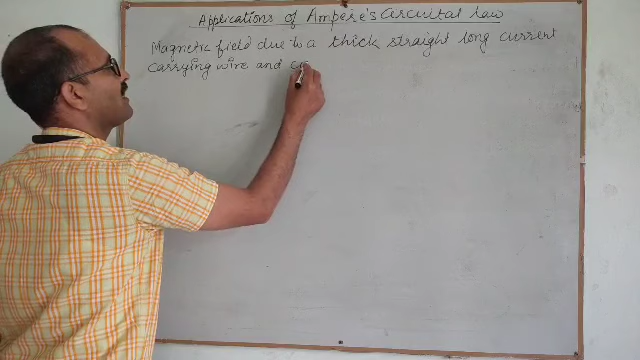 Applications of Ampere's Circuital Law
Magnetic field due to a thick straight long current
carrying wire and